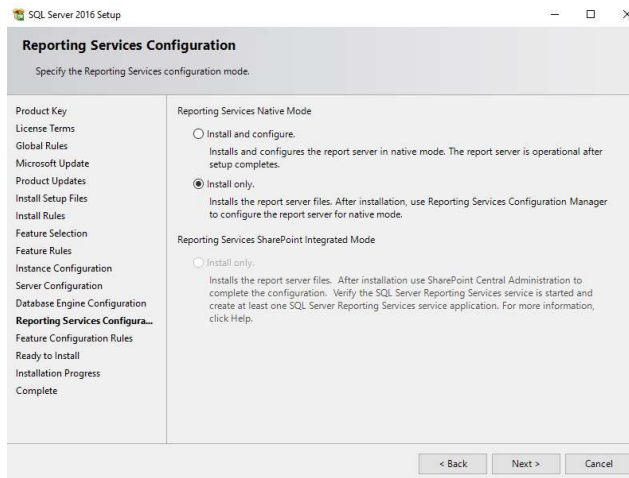 SQL Server 2016 Setup
Reporting Services Configuration
Specify the Reporting Services configuration mode.
Product Key
License Terms
Global Rules
Microsoft Update
Product Updates
Install Setup Files
Install Rules
Feature Selection
Feature Rules
Instance Configuration
Server Configuration
Database Engine Configuration
Reporting Services Configura...
Feature Configuration Rules
Ready to Install
Installation Progress
Complete
Reporting Services Native Mode
Install and configure.
Installs and configures the report server in native mode. The report server is operational after
setup completes.
Install only.
Installs the report server files. After installation, use Reporting Services Configuration Manager
to configure the report server for native mode.
Reporting Services SharePoint Integrated Mode
Install only.
Installs the report server files. After installation use SharePoint Central Administration to
complete the configuration. Verify the SQL Server Reporting Services service is started and
create at least one SQL Server Reporting Services service application. For more information,
click Help.
< Back
Next >
Cancel